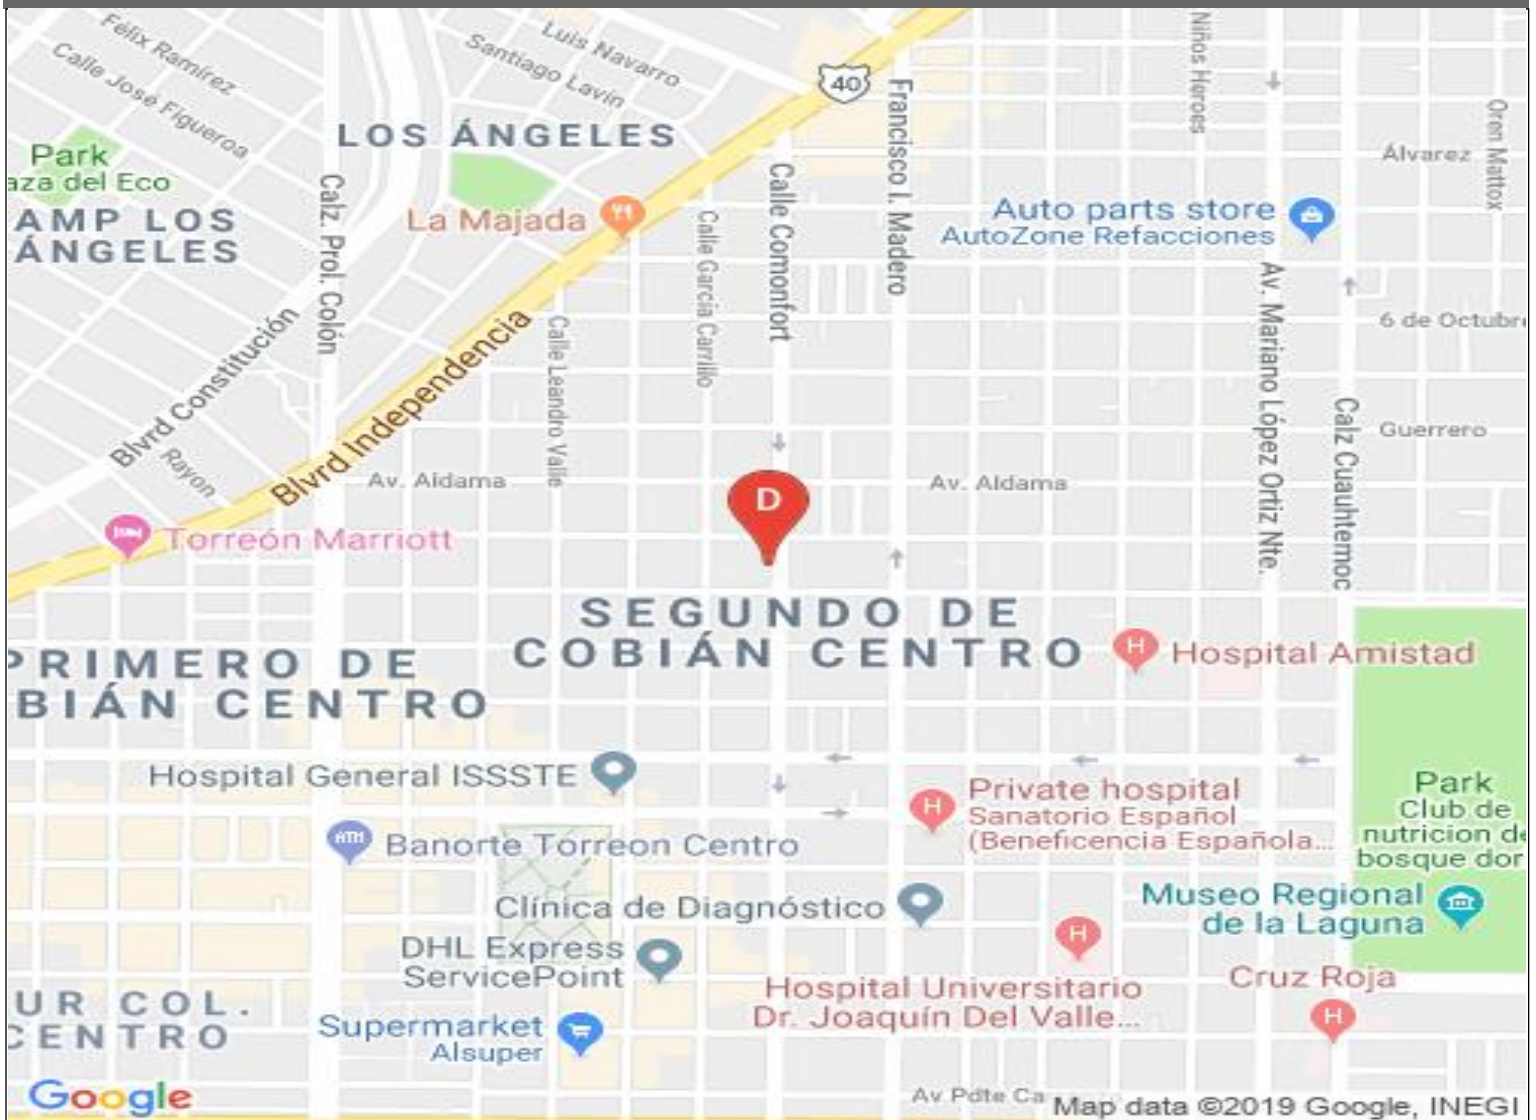 Félix Ramírez
Calle José Figueroa
Luis Navarro
Santiago Lavín
40
Niños Heroes
Oren Mattox
LOS ÁNGELES
Park
aza del Eco
AMP LOS
ÁNGELES
Calz. Prol. Colón
La Majada
Calle Garcia Carrillo
Calle Comonfort
Francisco I. Madero
Álvarez
Auto parts store
AutoZone Refacciones
Blvrd Constitución
Blvrd Independencia
Calle Leandro Valle
Av. Mariano López Ortiz Nte.
6 de Octubre
Calz Cuauhtemoc
Guerrero
Rayon
Av. Aldama
D
Av. Aldama
Torreón Marriott
SEGUNDO DE
COBIÁN CENTRO
H
Hospital Amistad
PRIMERO DE
BIÁN CENTRO
Hospital General ISSSTE
H
Private hospital
Sanatorio Español
(Beneficencia Española...
Park
Club de
nutricion de
bosque dor
ATM
Banorte Torreon Centro
Clínica de Diagnóstico
Museo Regional
de la Laguna
DHL Express
ServicePoint
H
Hospital Universitario
Dr. Joaquín Del Valle...
Cruz Roja
H
UR COL.
CENTRO
Supermarket
Alsuper
Google
Av Pdte Ca
Map data ©2019 Google, INEGI